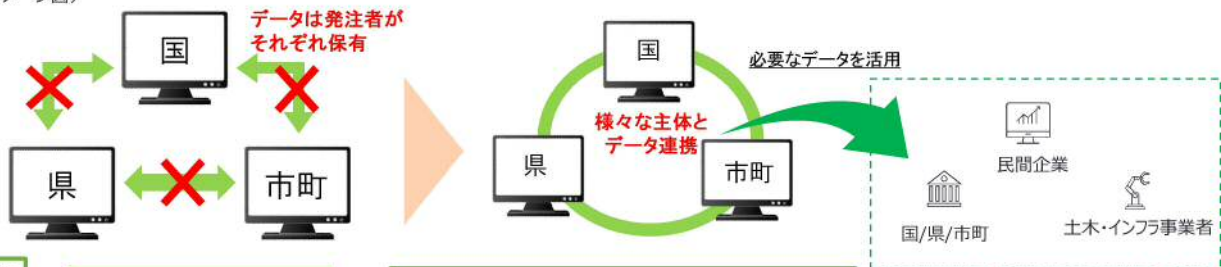 データは発注者が
それぞれ保有
国
県
市町
国
様々な主体と
データ連携
県
市町
必要なデータを活用
民間企業
国/県/市町
土木・インフラ事業者